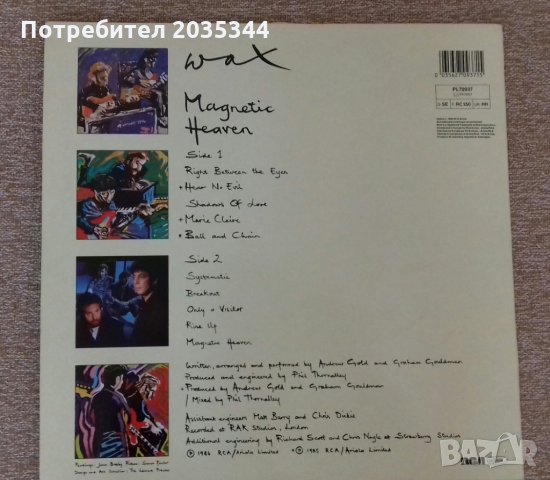 Потребител 2035344
wax
Magnetic
Heaven
Side 1
Right Between the Eyes
+ Hear No Evil
Shadows Of Love
+ Marie Claire
* Ball and Chain
Side 2
Systematic
Breakout
Only a Visitor
Rise Up
Magnetic Heaven
Written, arranged and performed by Andrew Gold and Graham Gouldman
Produced and engineered by Phil Thornalley
+ Produced by Andrew Gold and Graham Gouldman
/ Mixed by Phil Thornalley
Assistant engineers Matt Barry and Chris Dickie
Recorded at RAK Studios, London
Additional engineering by Richard Scott and Chris Nagle at Strawberry Studios
℗ 1986 RCA/Ariola Limited * ℗ 1985 RCA/Ariola Limited
PL70937
RC 150
BAZAR